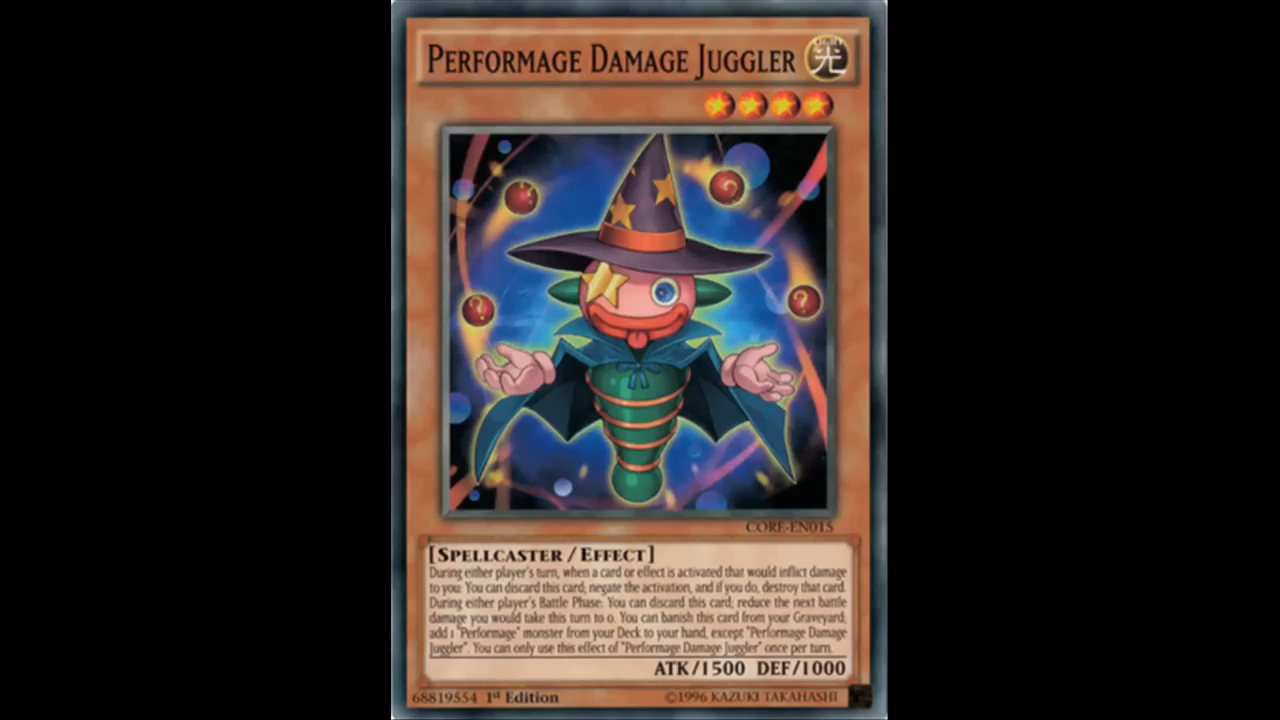 PERFORMAGE DAMAGE JUGGLER
LIGHT
光
CORE-EN015
[SPELLCASTER / EFFECT]
During either player's turn, when a card or effect is activated that would inflict damage
to you: You can discard this card; negate the activation, and if you do, destroy that card.
During either player's Battle Phase: You can discard this card; reduce the next battle
damage you would take this turn to 0. You can banish this card from your Graveyard;
add 1 "Performage" monster from your Deck to your hand, except "Performage Damage
Juggler". You can only use this effect of "Performage Damage Juggler" once per turn.
ATK/1500 DEF/1000
68819554 1st Edition ©1996 KAZUKI TAKAHASHI